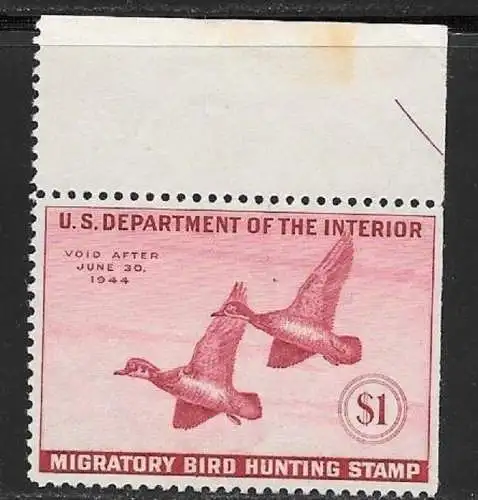 U.S. DEPARTMENT OF THE INTERIOR
VOID AFTER
JUNE 30,
1944
$1
MIGRATORY BIRD HUNTING STAMP